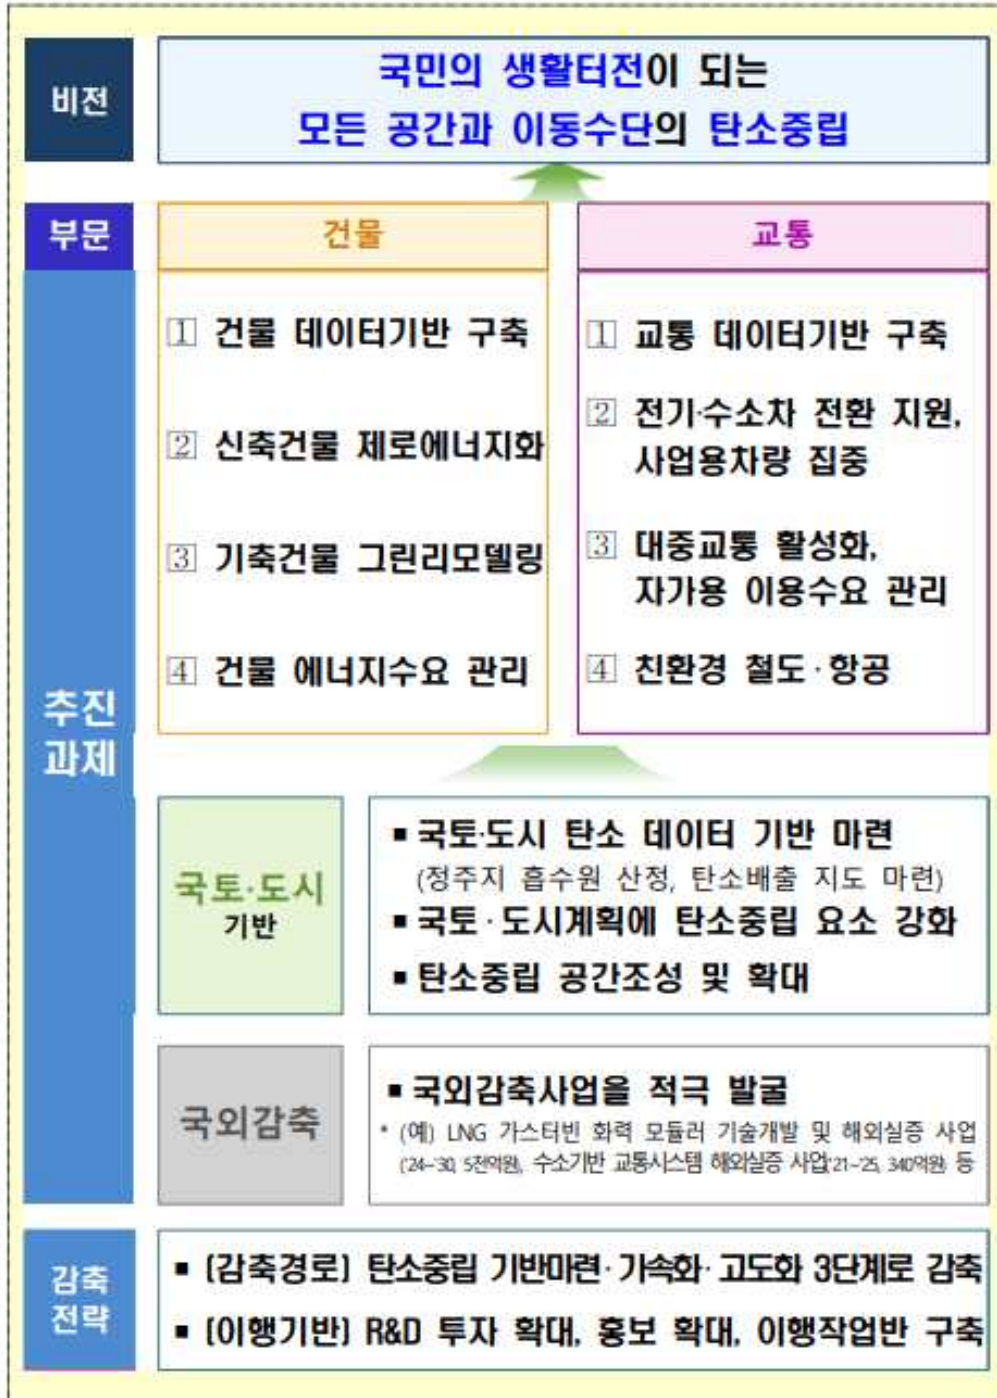 비전
국민의 생활터전이 되는
모든 공간과 이동수단의 탄소중립
부문
건물
교통
추진
과제
1 건물 데이터기반 구축
2 신축건물 제로에너지화
3 기축건물 그린리모델링
4 건물 에너지수요 관리
1 교통 데이터기반 구축
2 전기·수소차 전환 지원,
사업용차량 집중
3 대중교통 활성화,
자가용 이용수요 관리
4 친환경 철도·항공
국토·도시
기반
▪ 국토·도시 탄소 데이터 기반 마련
(정주지 흡수원 산정, 탄소배출 지도 마련)
▪ 국토·도시계획에 탄소중립 요소 강화
▪ 탄소중립 공간조성 및 확대
국외감축
▪ 국외감축사업을 적극 발굴
* (예) LNG 가스터빈 화력 모듈러 기술개발 및 해외실증 사업
('24~'30, 5천억원), 수소기반 교통시스템 해외실증 사업('21~'25, 340억원) 등
감축
전략
▪ (감축경로) 탄소중립 기반마련·가속화·고도화 3단계로 감축
▪ (이행기반) R&D 투자 확대, 홍보 확대, 이행작업반 구축